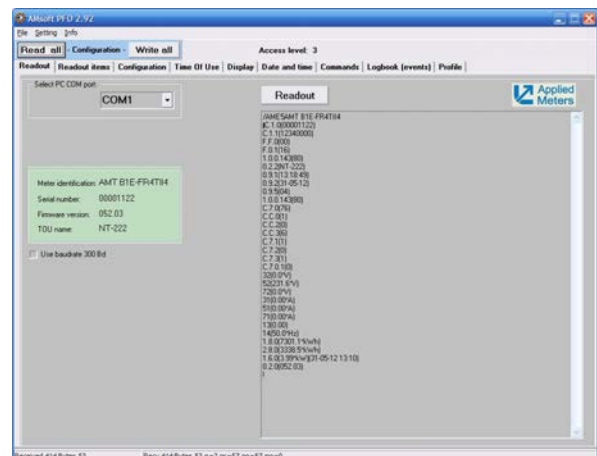 AMsoft PFD 2.92
File Setting Info
Read all - Configuration - Write all Access level: 3
Readout Readout items Configuration Time Of Use Display Date and time Commands Logbook (events) Profile
Select PC COM port:
COM1
Readout
Applied
Meters
Meter identification: AMT B1E-FR4TII4
Serial number: 00001122
Firmware version: 052.03
TOU name: NT-222
Use baudrate 300 Bd
/AME5AMT B1E-FR4TII4
C.1.0(00001122)
C.1.1(12340000)
F.F.0(00)
F.0.1(16)
1.0.0.143(80)
0.2.2(NT-222)
0.9.1(13:18:49)
0.9.2(31-05-12)
0.9.5(04)
1.0.0.143(80)
C.7.0(76)
C.C.0(1)
C.C.2(0)
C.C.3(6)
C.7.1(1)
C.7.2(0)
C.7.3(1)
C.7.0.1(0)
32(0.0*V)
52(231.6*V)
72(0.0*V)
31(0.00*A)
51(0.00*A)
71(0.00*A)
13(0.00)
14(50.0*Hz)
1.8.0(7301.1*kWh)
2.8.0(3338.5*kWh)
1.6.0(3.99*kW)(31-05-12 13:10)
0.2.0(052.03)